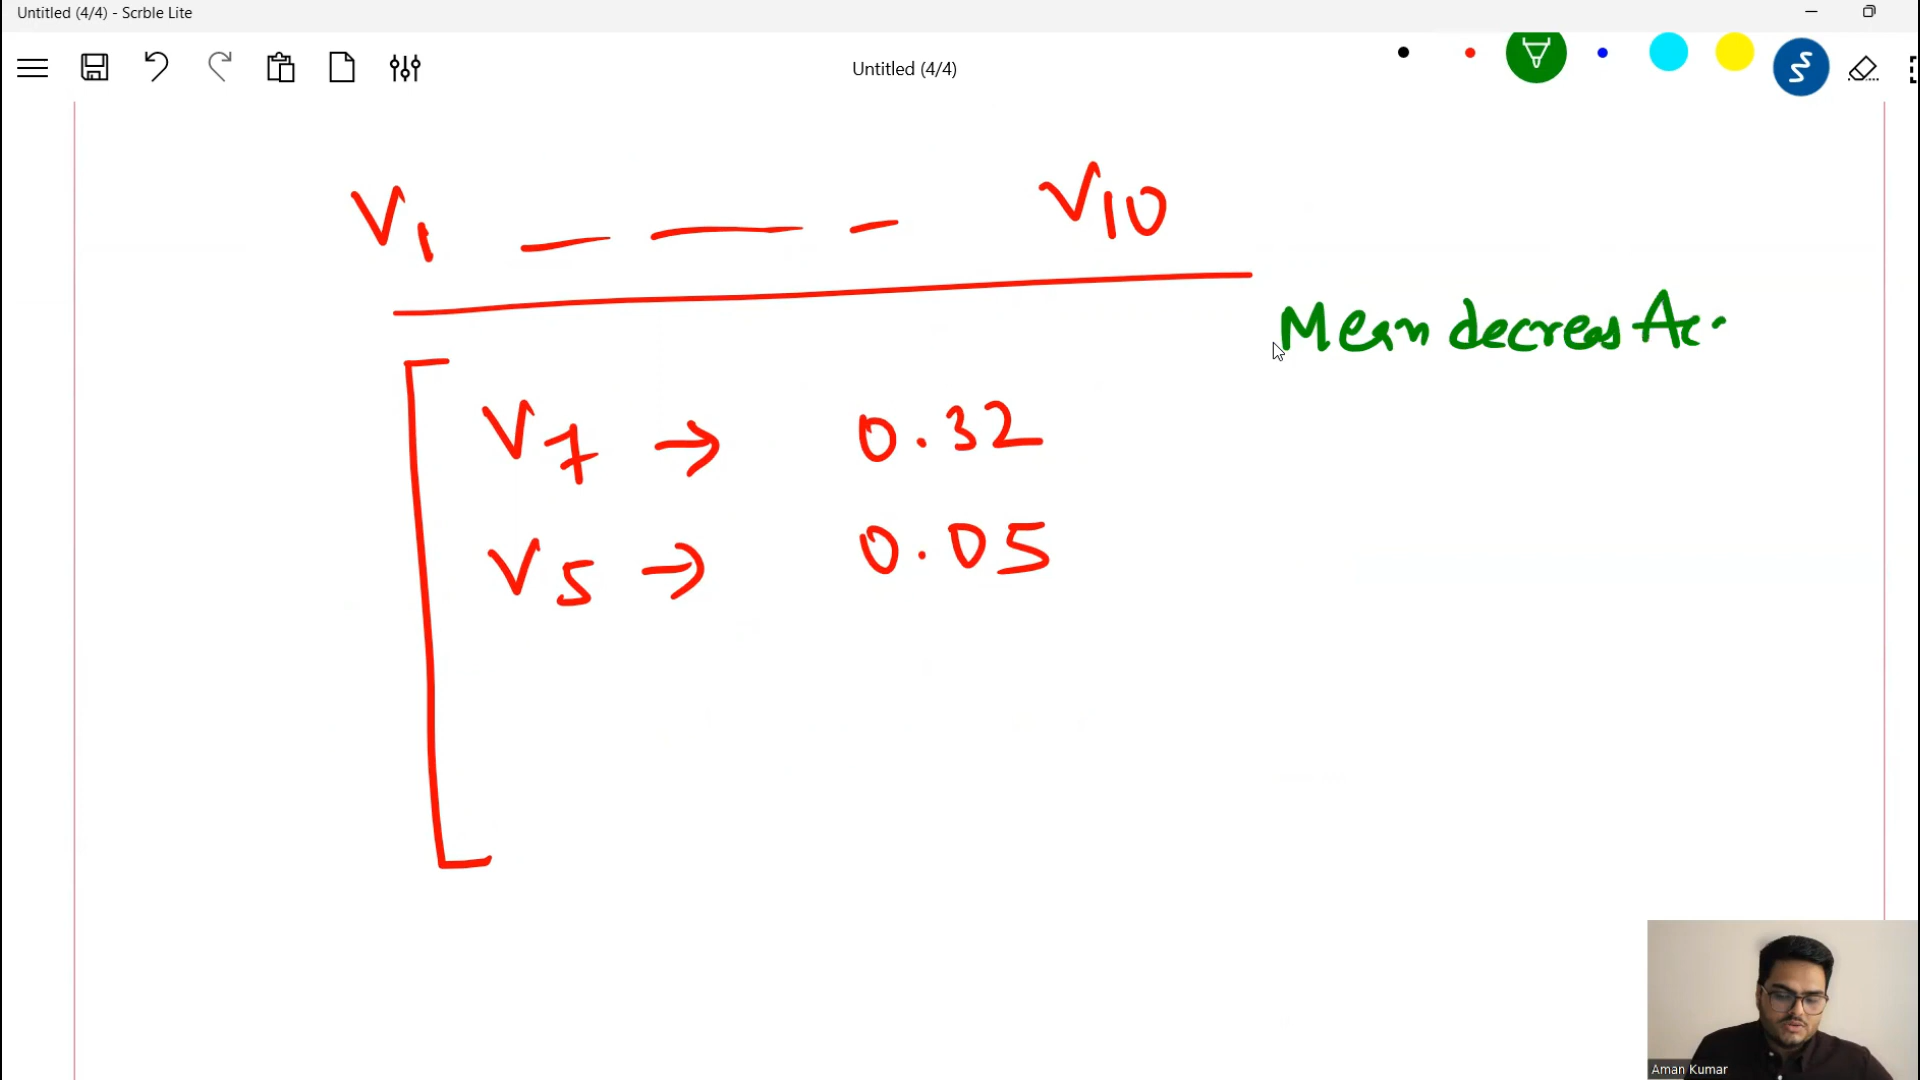 Untitled (4/4) - Scrble Lite
Untitled (4/4)
V1 — — — V10
Mean decreas Ac.
V7 → 0.32
V5 → 0.05
Aman Kumar